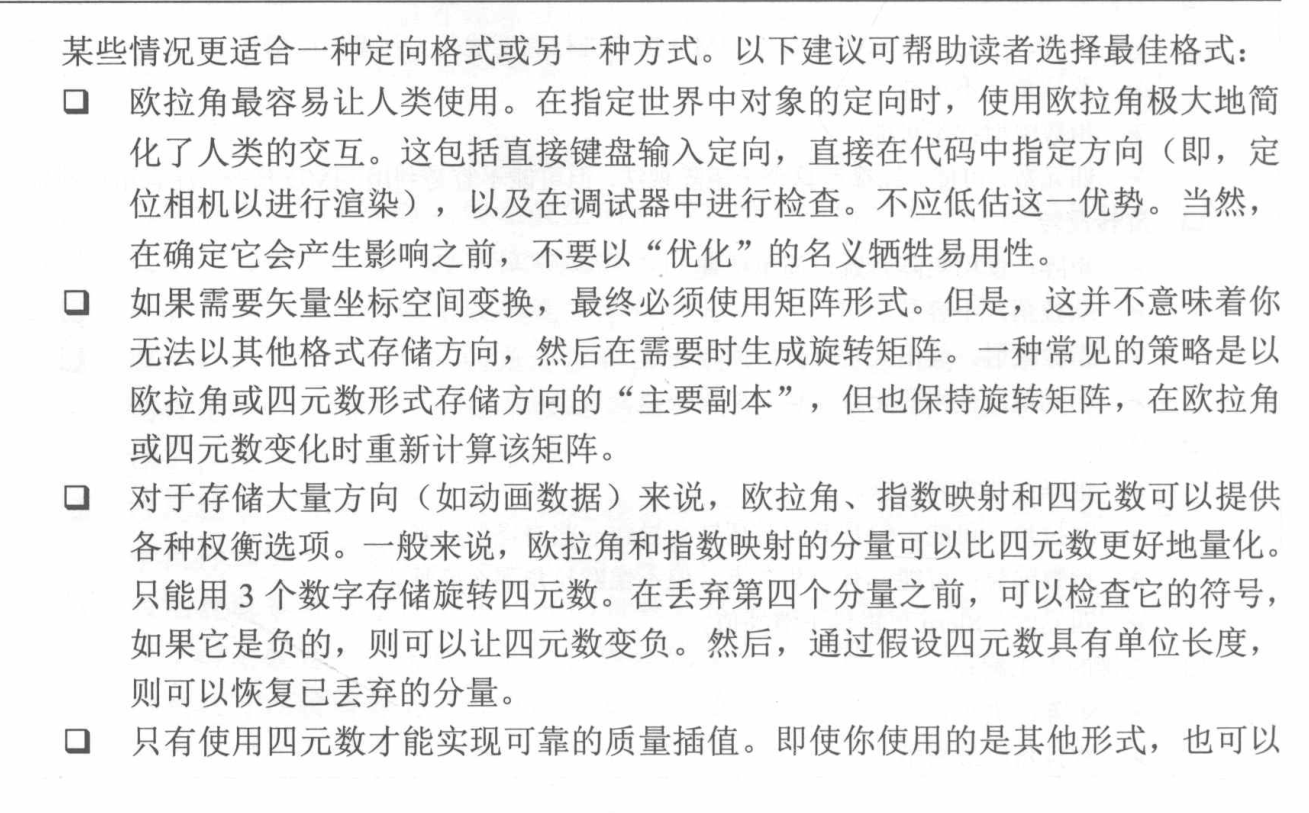 某些情况更适合一种定向格式或另一种方式。以下建议可帮助读者选择最佳格式：
❑ 欧拉角最容易让人类使用。在指定世界中对象的定向时，使用欧拉角极大地简
化了人类的交互。这包括直接键盘输入定向，直接在代码中指定方向（即，定
位相机以进行渲染），以及在调试器中进行检查。不应低估这一优势。当然，
在确定它会产生影响之前，不要以“优化”的名义牺牲易用性。
❑ 如果需要矢量坐标空间变换，最终必须使用矩阵形式。但是，这并不意味着你
无法以其他格式存储方向，然后在需要时生成旋转矩阵。一种常见的策略是以
欧拉角或四元数形式存储方向的“主要副本”，但也保持旋转矩阵，在欧拉角
或四元数变化时重新计算该矩阵。
❑ 对于存储大量方向（如动画数据）来说，欧拉角、指数映射和四元数可以提供
各种权衡选项。一般来说，欧拉角和指数映射的分量可以比四元数更好地量化。
只能用 3 个数字存储旋转四元数。在丢弃第四个分量之前，可以检查它的符号，
如果它是负的，则可以让四元数变负。然后，通过假设四元数具有单位长度，
则可以恢复已丢弃的分量。
❑ 只有使用四元数才能实现可靠的质量插值。即使你使用的是其他形式，也可以